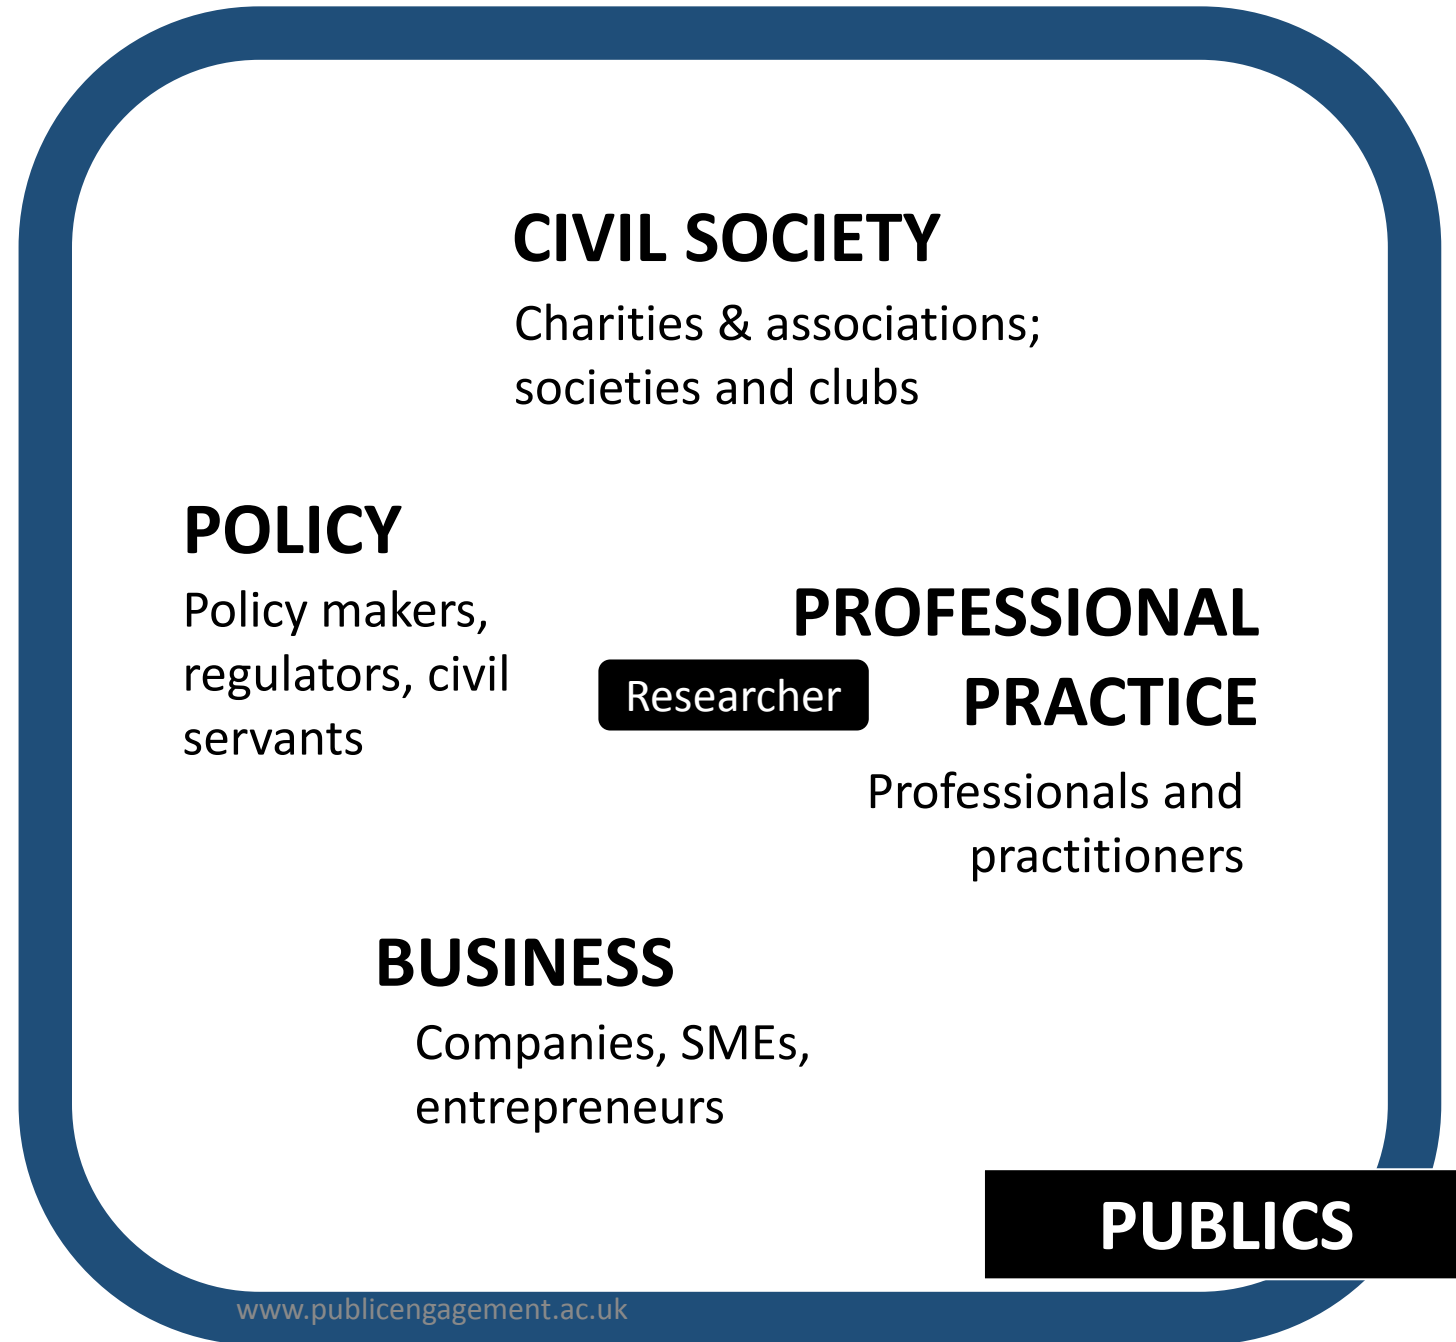 CIVIL SOCIETY
Charities & associations;
societies and clubs
POLICY
Policy makers,
regulators, civil
servants
Researcher
PROFESSIONAL
PRACTICE
Professionals and
practitioners
BUSINESS
Companies, SMEs,
entrepreneurs
PUBLICS
www.publicengagement.ac.uk